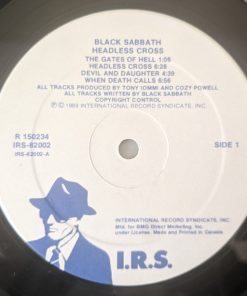 BLACK SABBATH
HEADLESS CROSS
THE GATES OF HELL 1:06
HEADLESS CROSS 6:28
DEVIL AND DAUGHTER 4:39
WHEN DEATH CALLS 6:56
ALL TRACKS PRODUCED BY TONY IOMMI AND COZY POWELL
ALL TRACKS WRITTEN BY BLACK SABBATH
COPYRIGHT CONTROL
℗ 1989 INTERNATIONAL RECORD SYNDICATE, INC.
R 150234
IRS-82002
IRS-82002-A
SIDE 1
INTERNATIONAL RECORD SYNDICATE, INC
Mfd. for BMG Direct Marketing, Inc.
under License. Made and Printed in Canada
I.R.S.